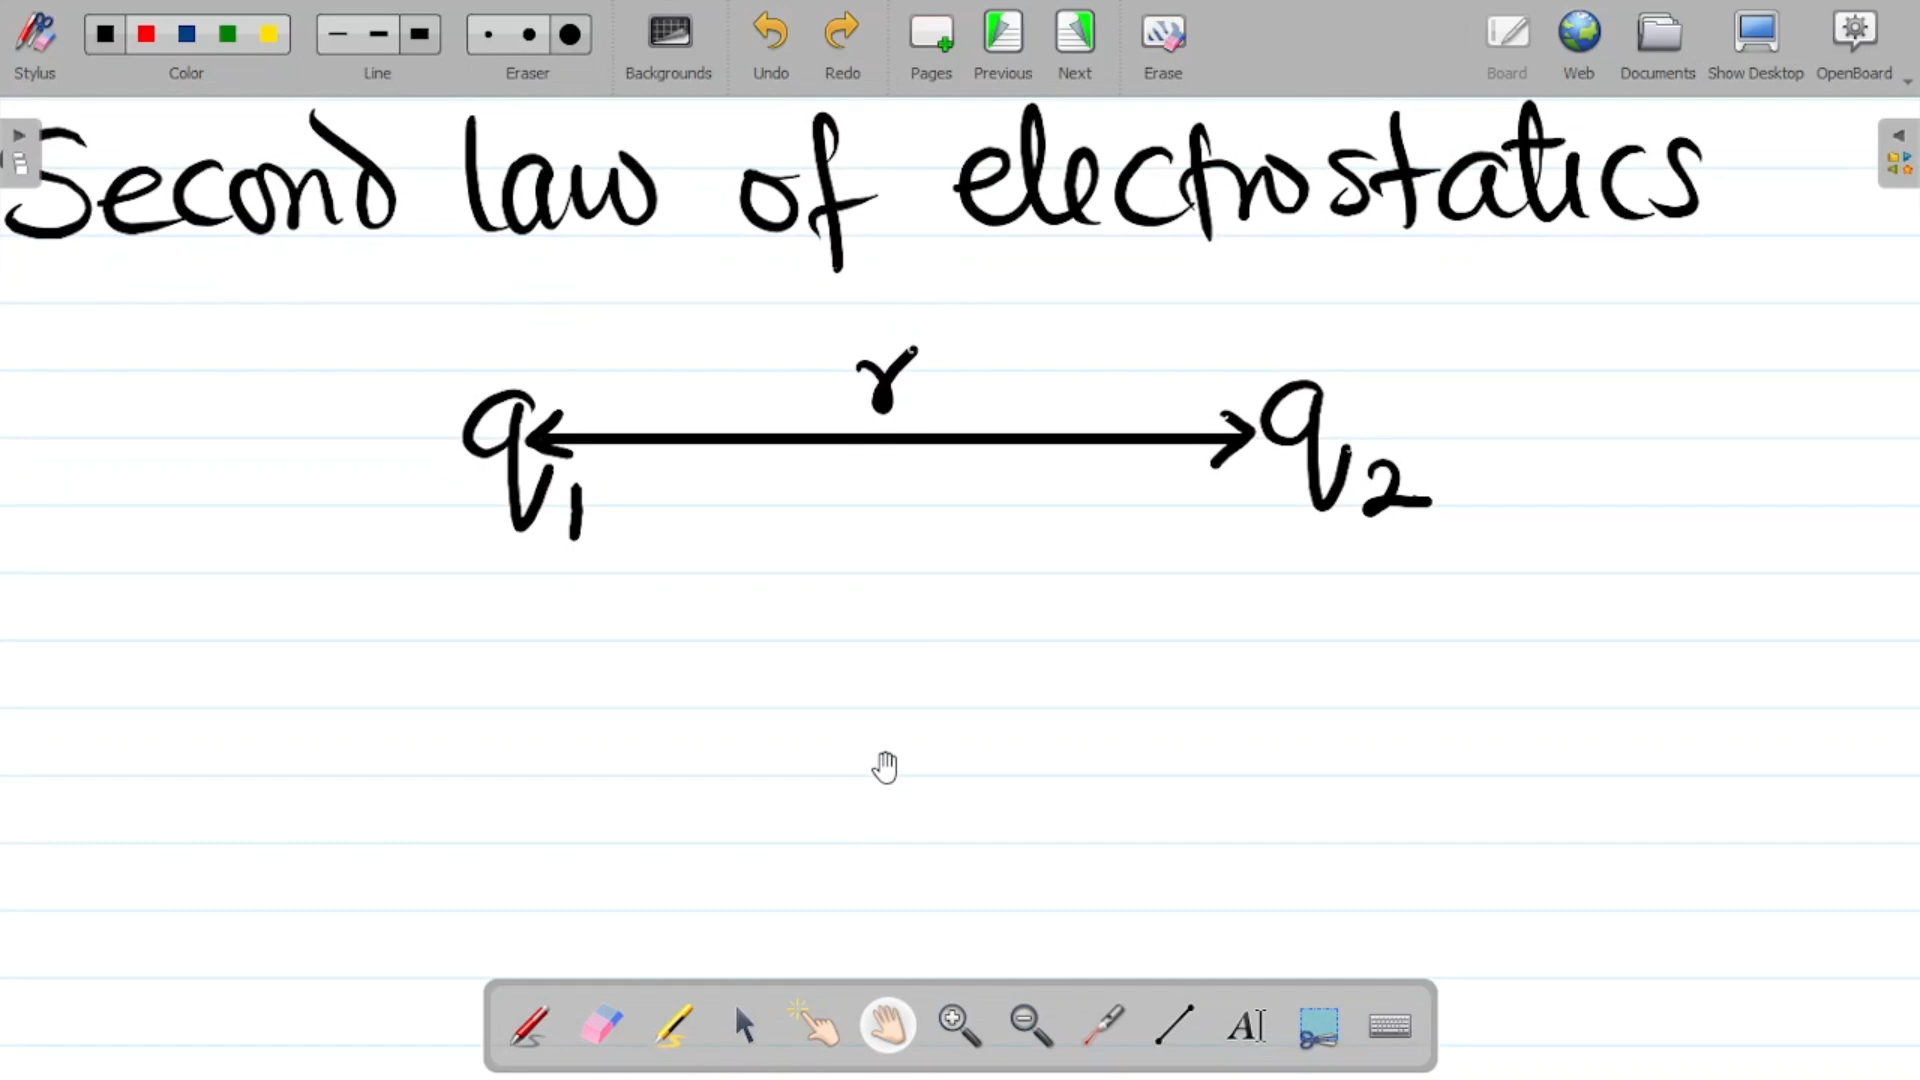 Stylus Color Line Eraser Backgrounds Undo Redo Pages Previous Next Erase Board Web Documents Show Desktop OpenBoard
Second law of electrostatics
r
q1 q2
AI